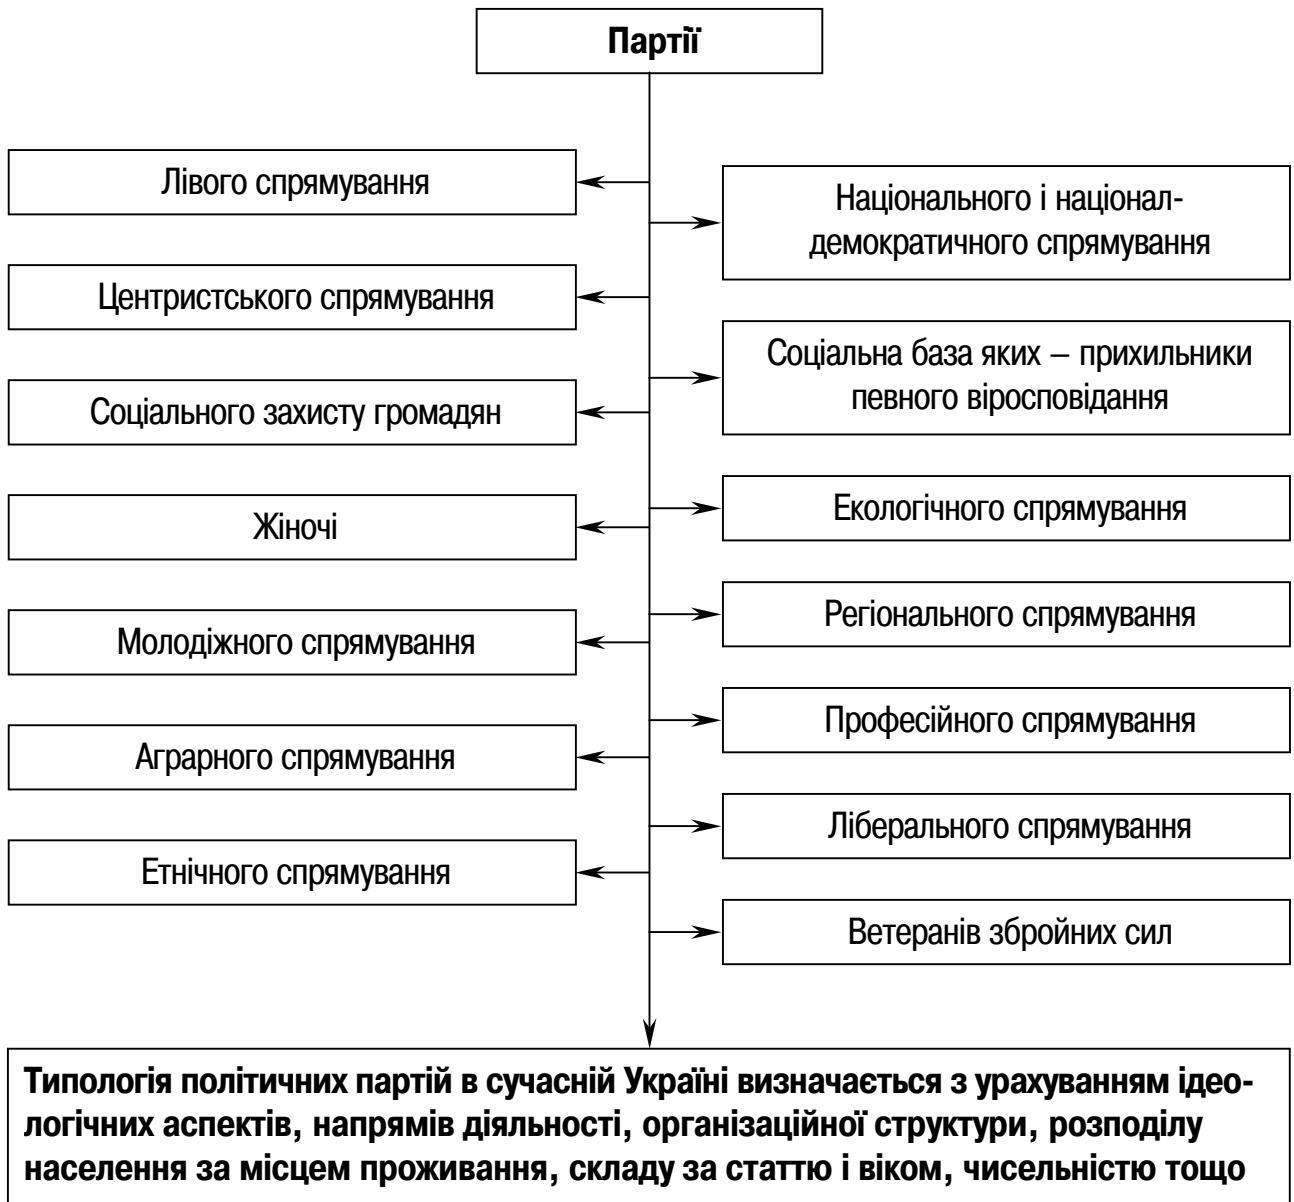 Партії
Лівого спрямування
Національного і націонал-
демократичного спрямування
Центристського спрямування
Соціальна база яких – прихильники
певного віросповідання
Соціального захисту громадян
Екологічного спрямування
Жіночі
Регіонального спрямування
Молодіжного спрямування
Професійного спрямування
Аграрного спрямування
Ліберального спрямування
Етнічного спрямування
Ветеранів збройних сил
Типологія політичних партій в сучасній Україні визначається з урахуванням ідео-
логічних аспектів, напрямів діяльності, організаційної структури, розподілу
населення за місцем проживання, складу за статтю і віком, чисельністю тощо